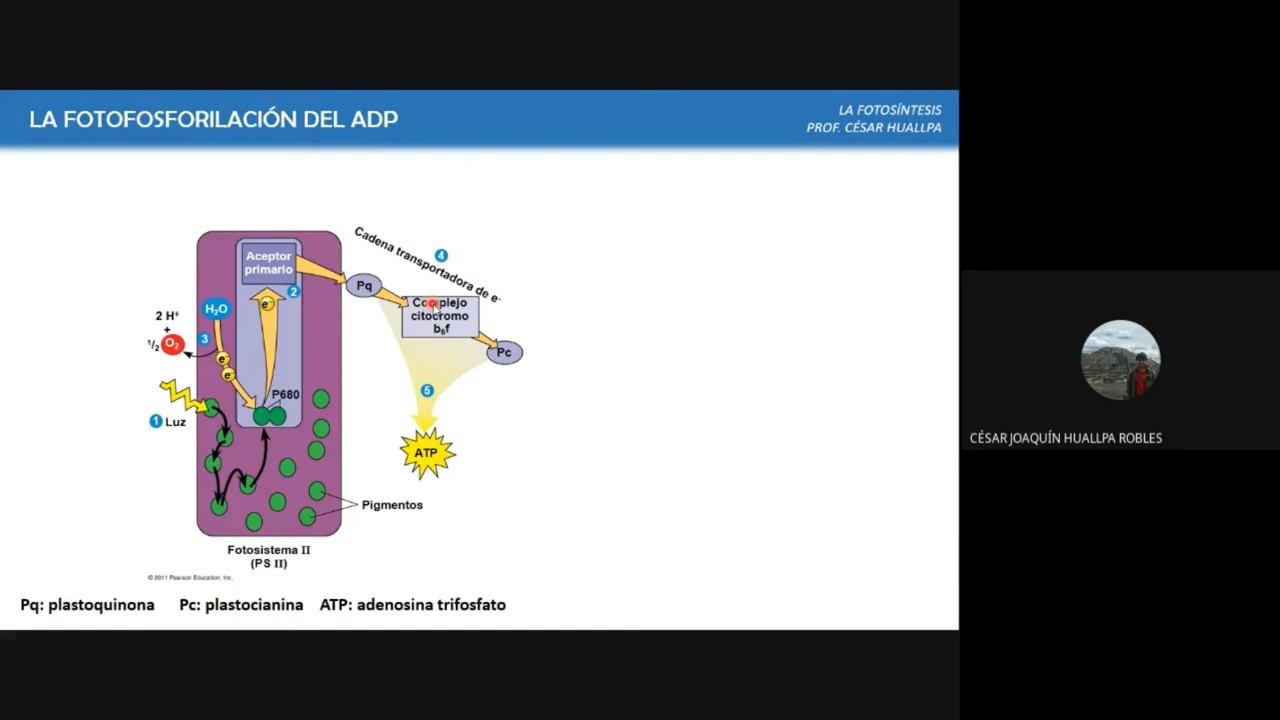 LA FOTOFOSFORILACIÓN DEL ADP
LA FOTOSÍNTESIS
PROF. CÉSAR HUALLPA
Cadena transportadora de e⁻
4
Aceptor
primario
2
e⁻
Pq
Complejo
citocromo
b₆f
Pc
H₂O
2 H⁺
+
½ O₂
3
e⁻
e⁻
P680
1 Luz
5
ATP
Pigmentos
Fotosistema II
(PS II)
© 2011 Pearson Education, Inc.
Pq: plastoquinona Pc: plastocianina ATP: adenosina trifosfato
CÉSAR JOAQUÍN HUALLPA ROBLES